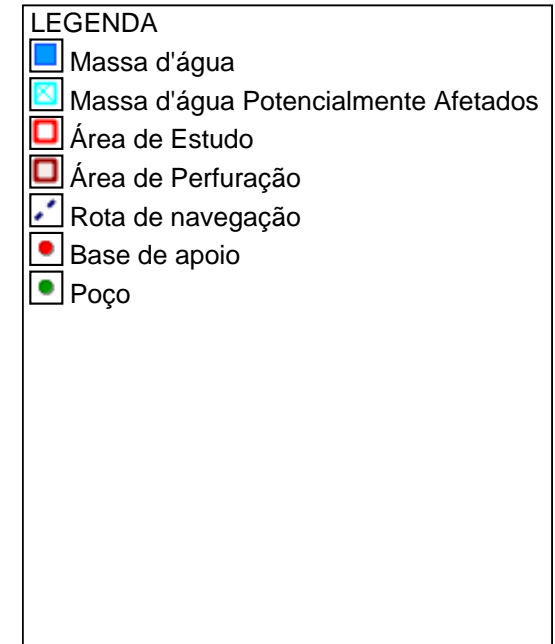 LEGENDA
Massa d'água
Massa d'água Potencialmente Afetados
Área de Estudo
Área de Perfuração
Rota de navegação
Base de apoio
Poço